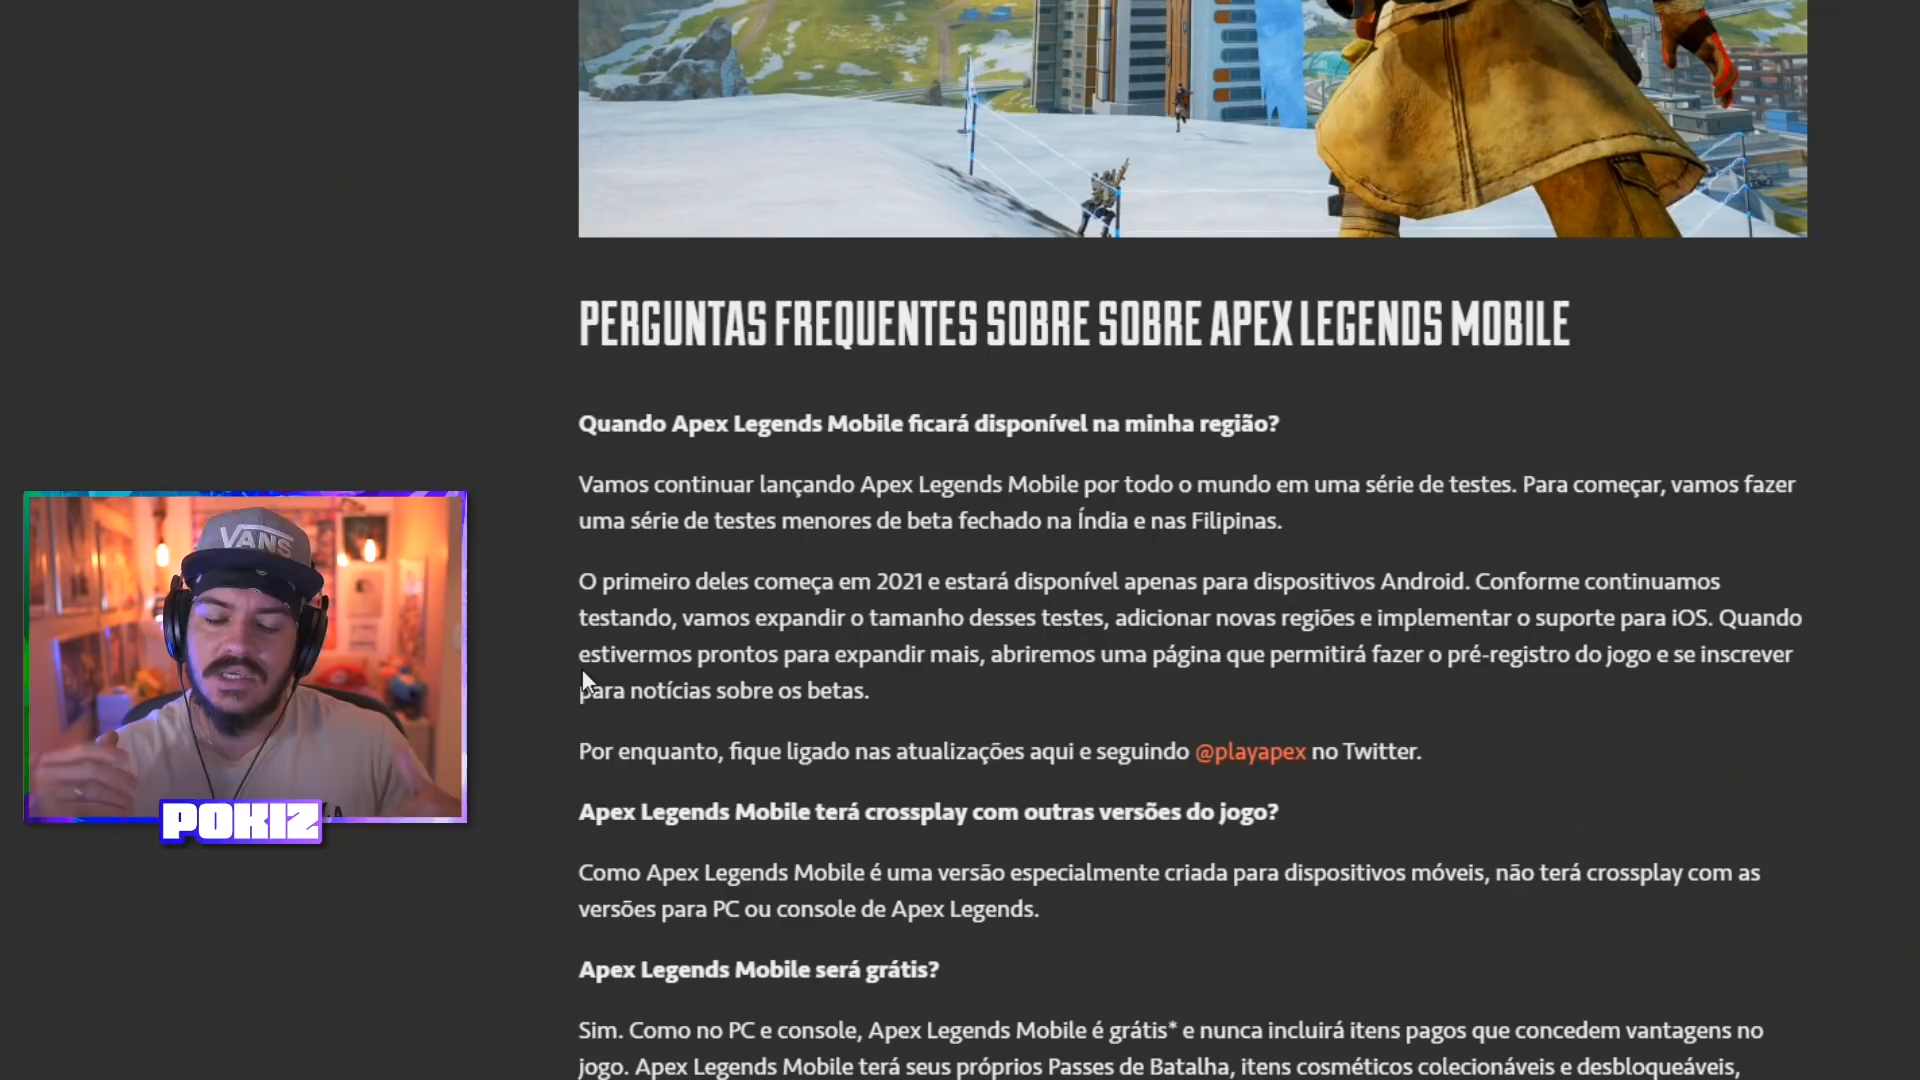 PERGUNTAS FREQUENTES SOBRE SOBRE APEX LEGENDS MOBILE
Quando Apex Legends Mobile ficará disponível na minha região?
Vamos continuar lançando Apex Legends Mobile por todo o mundo em uma série de testes. Para começar, vamos fazer
uma série de testes menores de beta fechado na Índia e nas Filipinas.
O primeiro deles começa em 2021 e estará disponível apenas para dispositivos Android. Conforme continuamos
testando, vamos expandir o tamanho desses testes, adicionar novas regiões e implementar o suporte para iOS. Quando
estivermos prontos para expandir mais, abriremos uma página que permitirá fazer o pré-registro do jogo e se inscrever
para notícias sobre os betas.
Por enquanto, fique ligado nas atualizações aqui e seguindo @playapex no Twitter.
Apex Legends Mobile terá crossplay com outras versões do jogo?
Como Apex Legends Mobile é uma versão especialmente criada para dispositivos móveis, não terá crossplay com as
versões para PC ou console de Apex Legends.
Apex Legends Mobile será grátis?
Sim. Como no PC e console, Apex Legends Mobile é grátis* e nunca incluirá itens pagos que concedem vantagens no
jogo. Apex Legends Mobile terá seus próprios Passes de Batalha, itens cosméticos colecionáveis e desbloqueáveis,
VANS
POKIZ